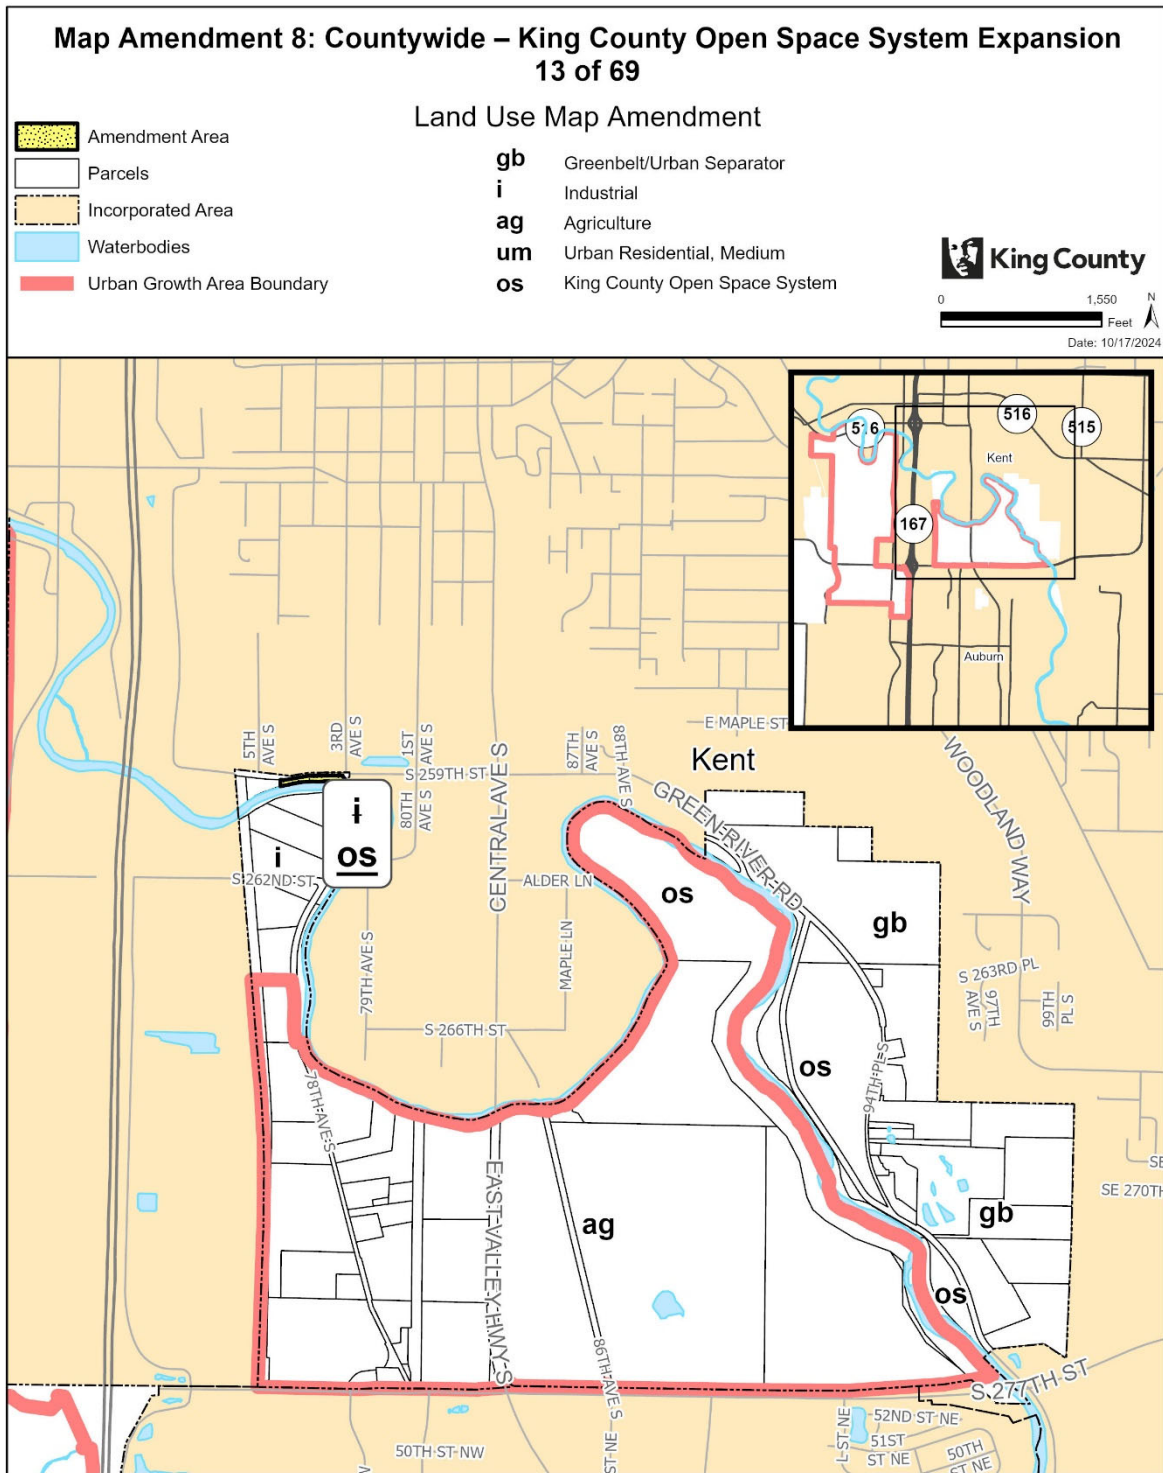 Map Amendment 8: Countywide – King County Open Space System Expansion
13 of 69
Land Use Map Amendment
Amendment Area
Parcels
Incorporated Area
Waterbodies
Urban Growth Area Boundary
gb Greenbelt/Urban Separator
i Industrial
ag Agriculture
um Urban Residential, Medium
os King County Open Space System
King County
0 1,550
Feet
N
Date: 10/17/2024
516
516
515
Kent
167
Auburn
E MAPLE ST
Kent
WOODLAND WAY
5TH
AVE S
3RD
AVE S
1ST
AVE S
80TH
AVE S
S 259TH ST
CENTRAL AVE S
87TH
AVE S
88TH AVE S
GREEN RIVER RD
i
os
i
S 262ND ST
ALDER LN
os
gb
79TH AVE S
MAPLE LN
S 263RD PL
97TH
AVE S
99TH
PL S
S 266TH ST
78TH AVE S
os
94TH PL S
SE
SE 270TH
EAST VALLEY HWY S
ag
gb
os
86TH AVE S
S 277TH ST
52ND ST NE
51ST
ST NE
50TH
ST NE
L ST NE
50TH ST NW
ST NE